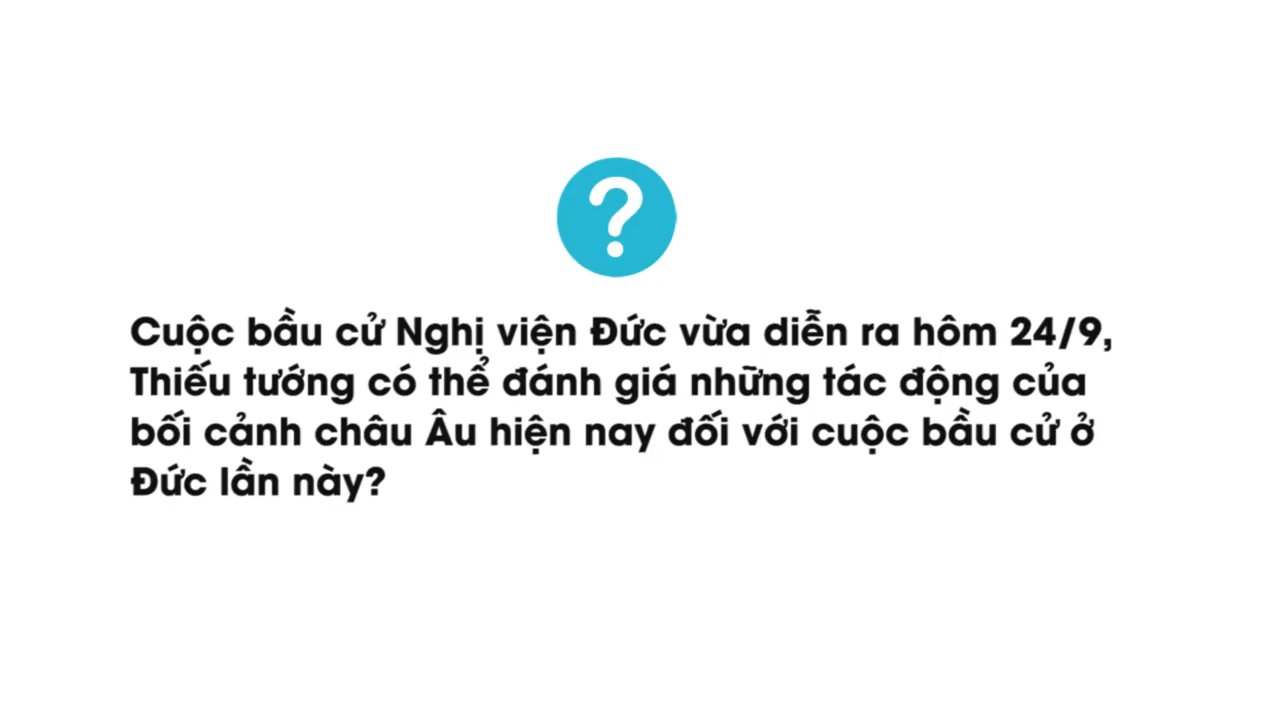 ?
Cuộc bầu cử Nghị viện Đức vừa diễn ra hôm 24/9,
Thiếu tướng có thể đánh giá những tác động của
bối cảnh châu Âu hiện nay đối với cuộc bầu cử ở
Đức lần này?